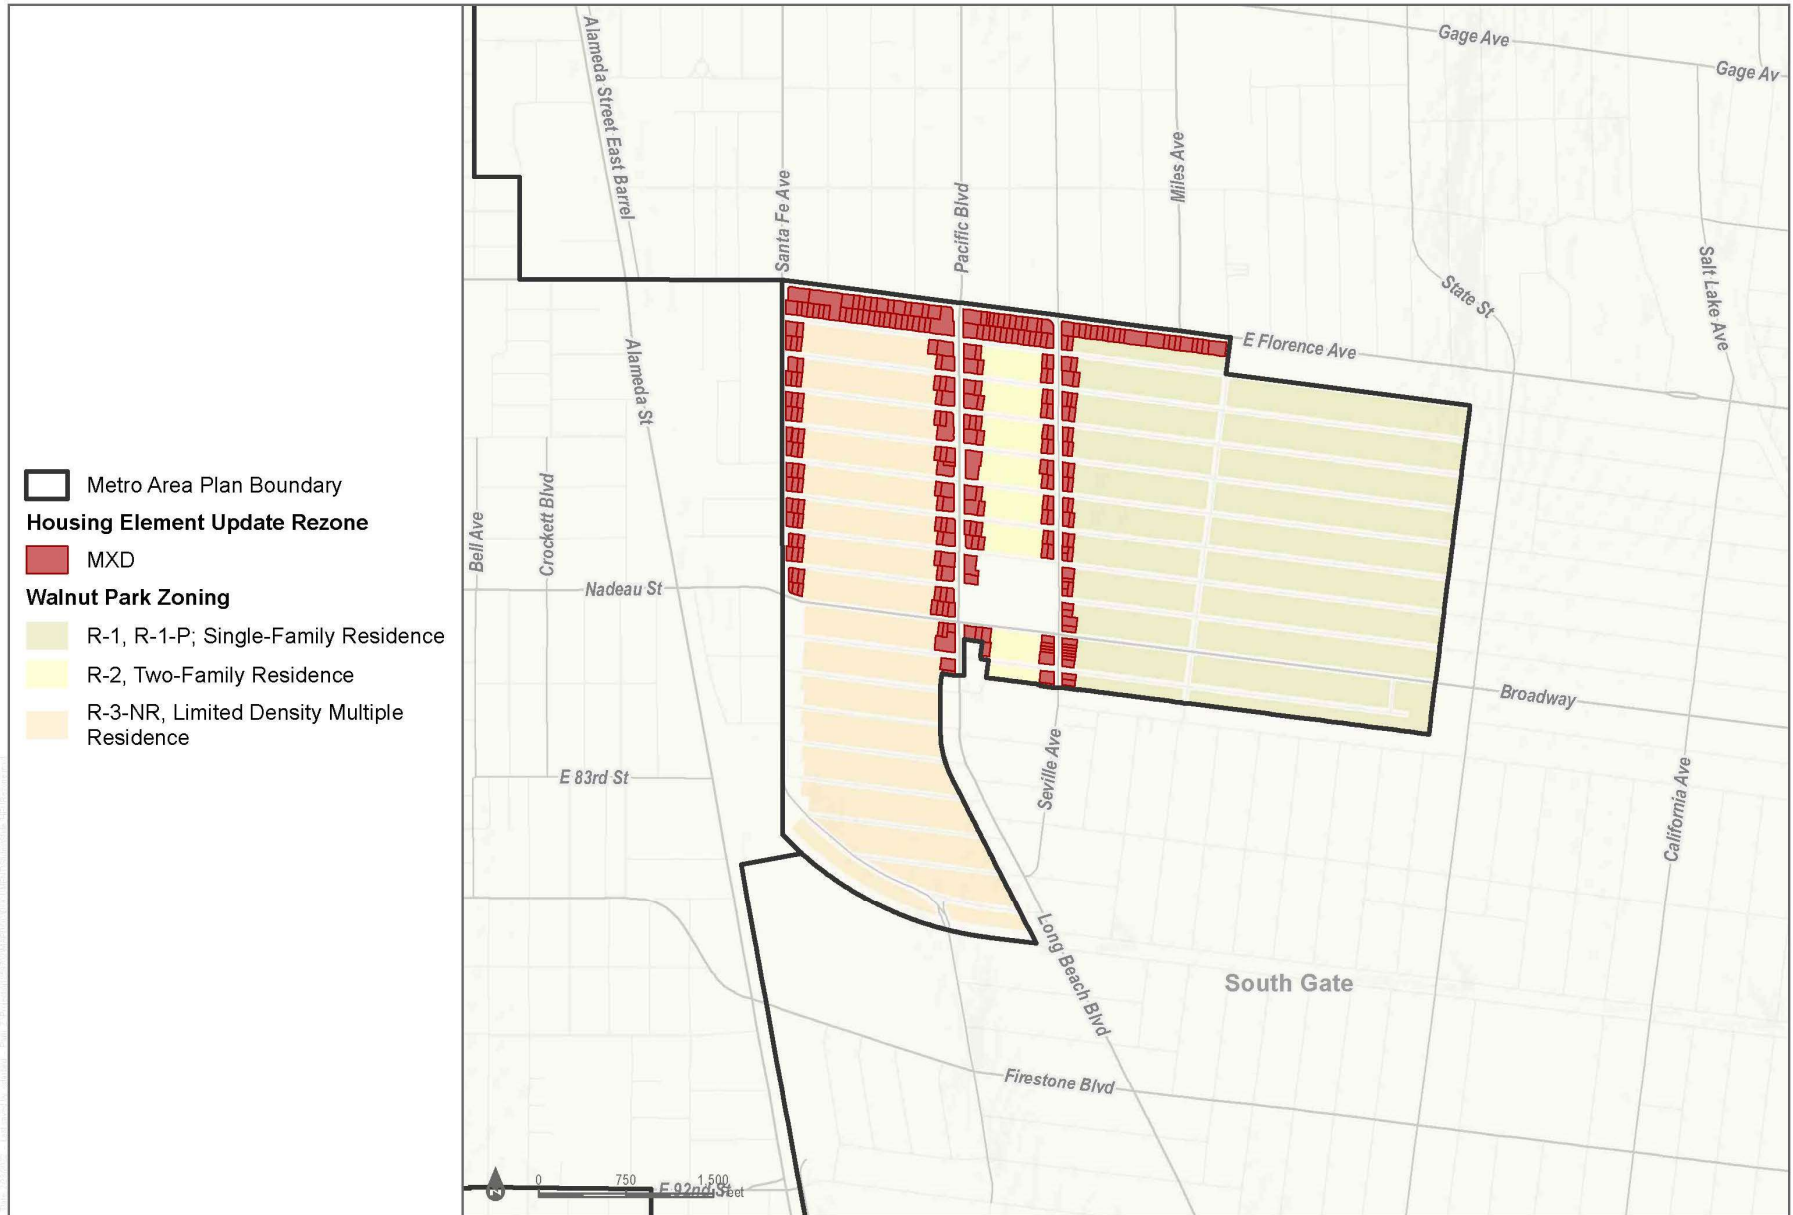 Metro Area Plan Boundary
Housing Element Update Rezone
MXD
Walnut Park Zoning
R-1, R-1-P; Single-Family Residence
R-2, Two-Family Residence
R-3-NR, Limited Density Multiple
Residence
Gage Ave
Gage Av
Alameda Street East Barrel
Santa Fe Ave
Pacific Blvd
Miles Ave
State St
Salt Lake Ave
E Florence Ave
Alameda St
Bell Ave
Crockett Blvd
Nadeau St
Broadway
E 83rd St
Seville Ave
California Ave
Long Beach Blvd
South Gate
Firestone Blvd
0 750 1,500
Feet
E 92nd St